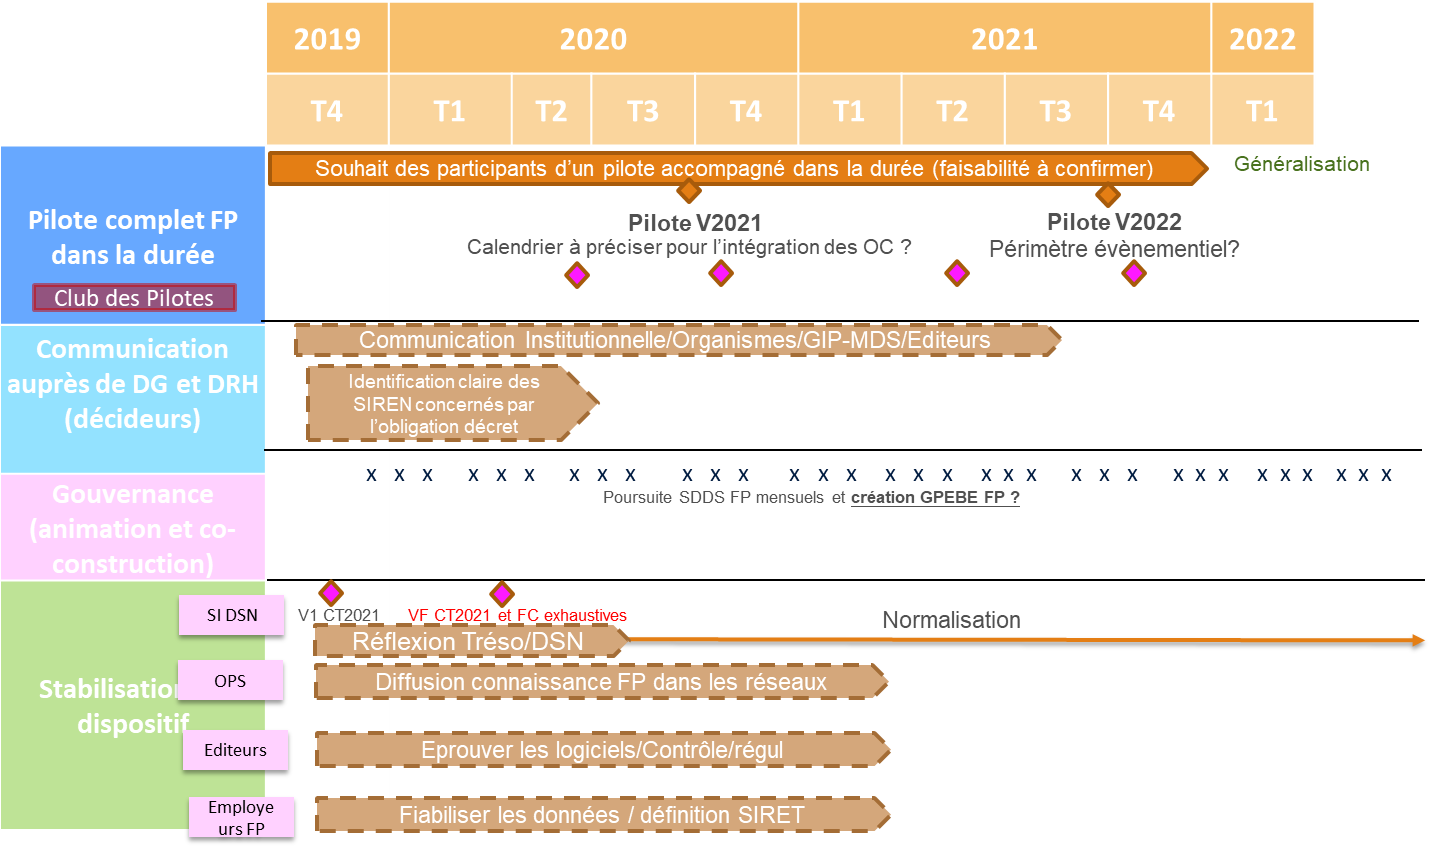 2019 2020 2021 2022
T4 T1 T2 T3 T4 T1 T2 T3 T4 T1
Souhait des participants d’un pilote accompagné dans la durée (faisabilité à confirmer)
Généralisation
Pilote complet FP
dans la durée
Club des Pilotes
Pilote V2021
Calendrier à préciser pour l’intégration des OC ?
Pilote V2022
Périmètre évènementiel?
Communication
auprès de DG et DRH
(décideurs)
Communication Institutionnelle/Organismes/GIP-MDS/Editeurs
Identification claire des
SIREN concernés par
l’obligation décret
Gouvernance
(animation et co-
construction)
x x x x x x x x x x x x x x x x x x x x x x x x x x x x x x x x x
Poursuite SDDS FP mensuels et création GPEBE FP ?
Stabilisation
dispositif
SI DSN
V1 CT2021
VF CT2021 et FC exhaustives
Réflexion Tréso/DSN
Normalisation
OPS
Diffusion connaissance FP dans les réseaux
Editeurs
Eprouver les logiciels/Contrôle/régul
Employe
urs FP
Fiabiliser les données / définition SIRET